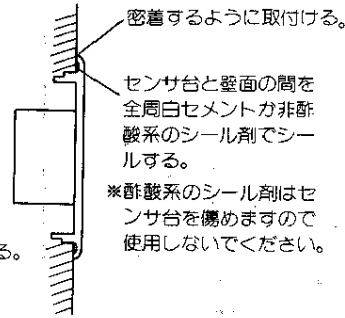 密着するように取付ける。
センサ台と壁面の間を
全周白セメントか非酢
酸系のシール剤でシー
ルする。
※酢酸系のシール剤はセ
ンサ台を傷めますので
使用しないでください。
る。